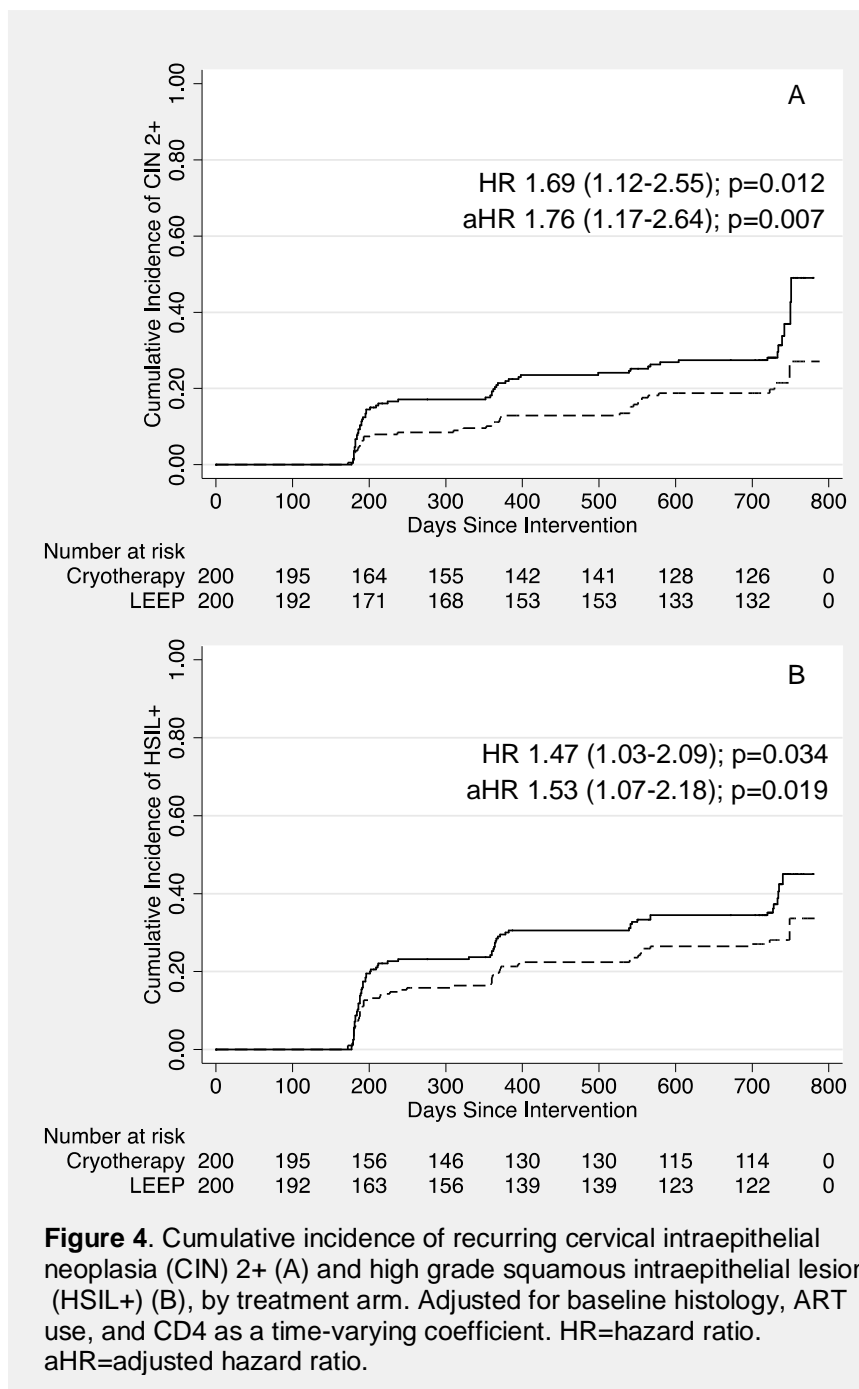 A
HR 1.69 (1.12-2.55); p=0.012
aHR 1.76 (1.17-2.64); p=0.007
Cumulative Incidence of CIN 2+
1.00
0.80
0.60
0.40
0.20
0.00
0 100 200 300 400 500 600 700 800
Days Since Intervention
Number at risk
Cryotherapy 200 195 164 155 142 141 128 126 0
LEEP 200 192 171 168 153 153 133 132 0
B
HR 1.47 (1.03-2.09); p=0.034
aHR 1.53 (1.07-2.18); p=0.019
Cumulative Incidence of HSIL+
1.00
0.80
0.60
0.40
0.20
0.00
0 100 200 300 400 500 600 700 800
Days Since Intervention
Number at risk
Cryotherapy 200 195 156 146 130 130 115 114 0
LEEP 200 192 163 156 139 139 123 122 0
Figure 4. Cumulative incidence of recurring cervical intraepithelial
neoplasia (CIN) 2+ (A) and high grade squamous intraepithelial lesion
(HSIL+) (B), by treatment arm. Adjusted for baseline histology, ART
use, and CD4 as a time-varying coefficient. HR=hazard ratio.
aHR=adjusted hazard ratio.